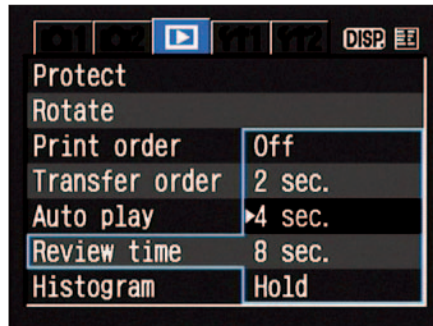 DISP.
Protect
Rotate
Print order
Off
Transfer order
2 sec.
Auto play
4 sec.
Review time
8 sec.
Histogram
Hold